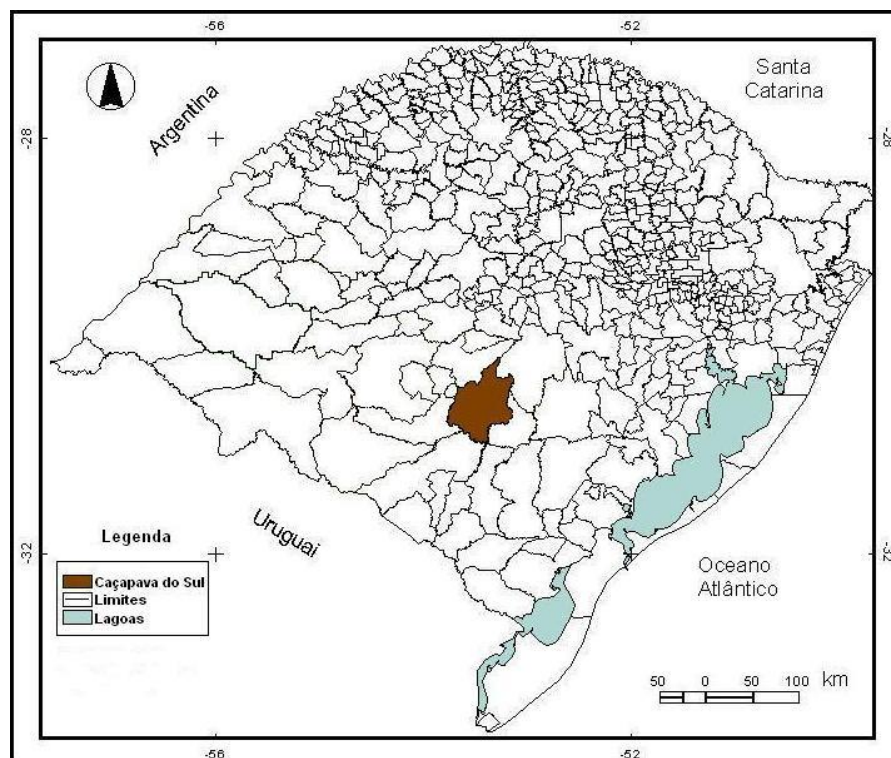 -56
-52
Santa
Catarina
Argentina
-28
-28
Uruguai
Legenda
Caçapava do Sul
Limites
Lagoas
-32
-32
Oceano
Atlântico
50 0 50 100 km
-56
-52